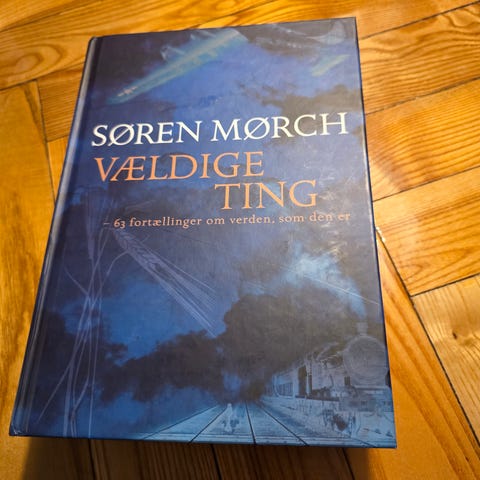 SØREN MØRCH
VÆLDIGE
TING
– 63 fortællinger om verden, som den er